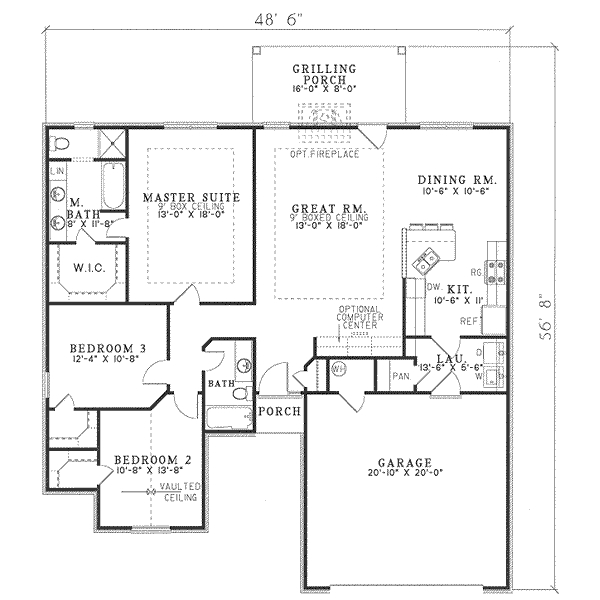 48' 6"
GRILLING
PORCH
16'-0" X 8'-0"
OPT. FIREPLACE
LIN
M.
BATH
8' X 11'-8"
MASTER SUITE
9' BOX CEILING
13'-0" X 18'-0"
GREAT RM.
9' BOXED CEILING
13'-0" X 18'-0"
DINING RM.
10'-6" X 10'-6"
W.I.C.
DW.
RG.
KIT.
10'-6" X 11'
REF
56' 8"
OPTIONAL
COMPUTER
CENTER
BEDROOM 3
12'-4" X 10'-8"
BATH
WH
PAN
LAU.
13'-6" X 5'-6"
D
W
PORCH
BEDROOM 2
10'-8" X 13'-8"
VAULTED
CEILING
GARAGE
20'-10" X 20'-0"